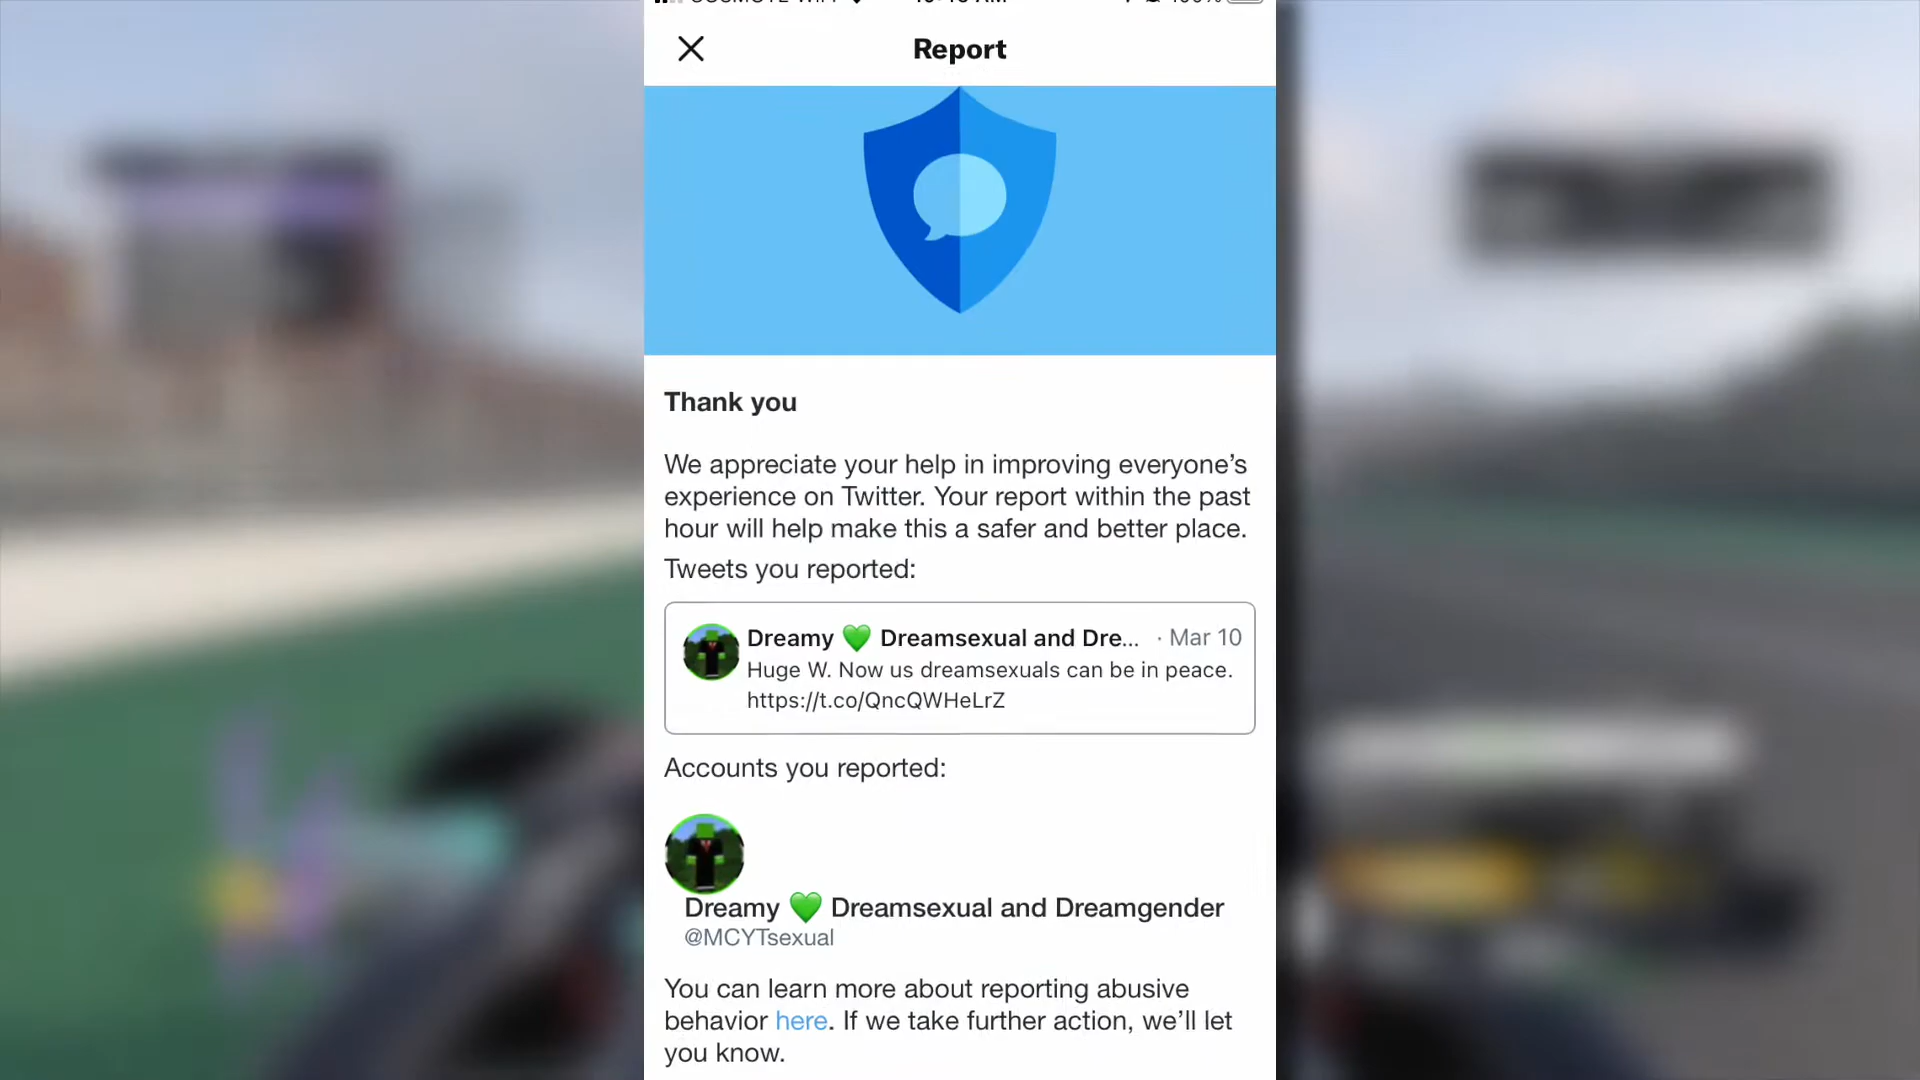 Report
Thank you
We appreciate your help in improving everyone’s
experience on Twitter. Your report within the past
hour will help make this a safer and better place.
Tweets you reported:
Dreamy 💚 Dreamsexual and Dre... · Mar 10
Huge W. Now us dreamsexuals can be in peace.
https://t.co/QncQWHeLrZ
Accounts you reported:
Dreamy 💚 Dreamsexual and Dreamgender
@MCYTsexual
You can learn more about reporting abusive
behavior here. If we take further action, we’ll let
you know.